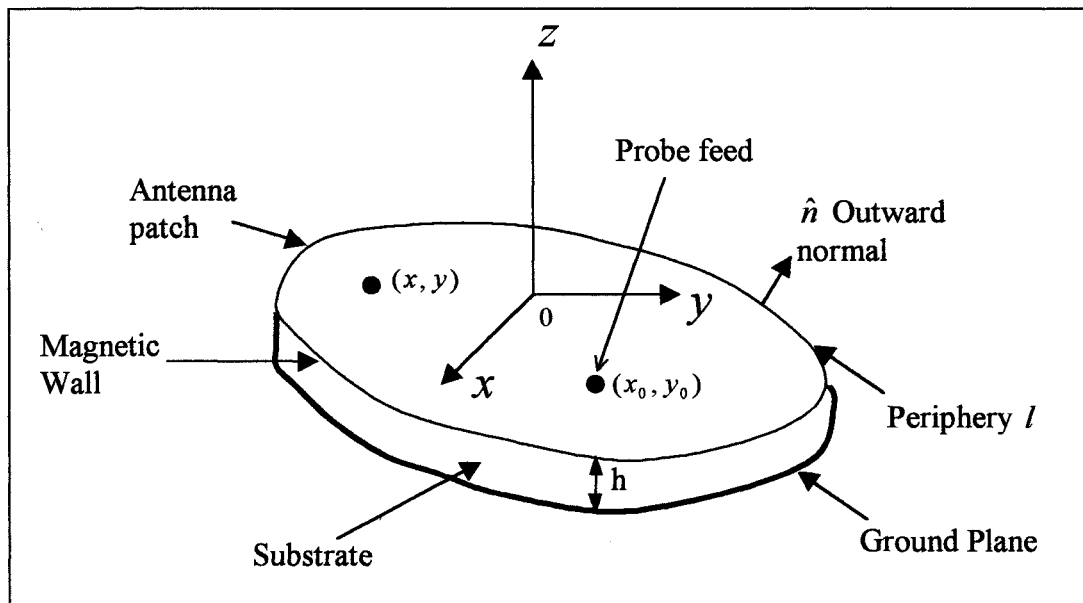 z
Probe feed
Antenna
patch
n̂ Outward
normal
(x, y)
0
y
Magnetic
Wall
x
(x₀, y₀)
Periphery l
h
Substrate
Ground Plane